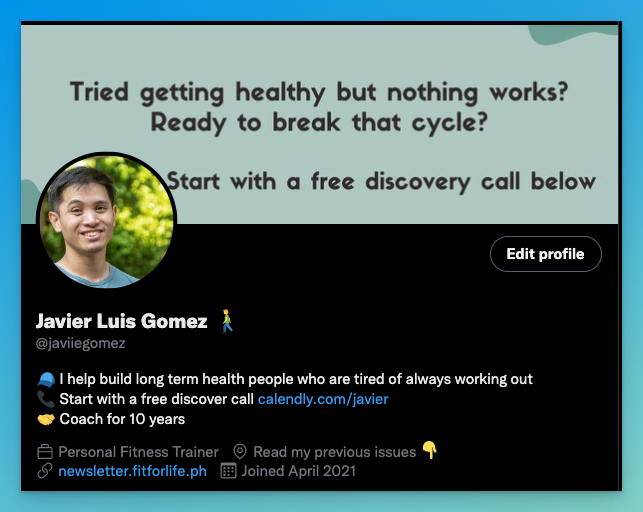 Tried getting healthy but nothing works?
Ready to break that cycle?
Start with a free discovery call below
Edit profile
Javier Luis Gomez 🚶‍♂️
@javiiegomez
🧢 I help build long term health people who are tired of always working out
📞 Start with a free discover call calendly.com/javier
🤝 Coach for 10 years
Personal Fitness Trainer Read my previous issues 👇
newsletter.fitforlife.ph Joined April 2021